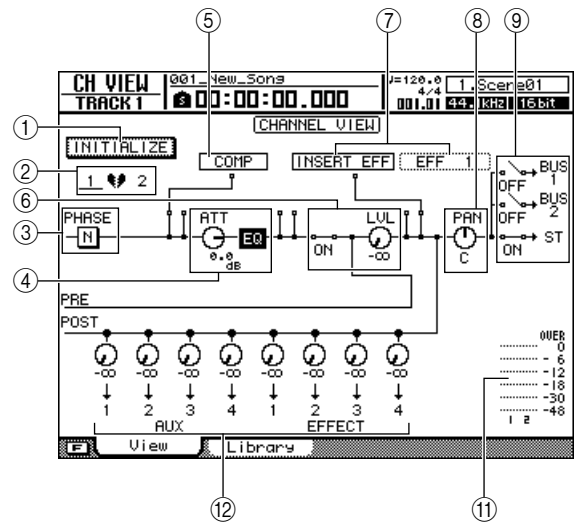 ⑤ ⑦ ⑧ ⑨
CH VIEW
TRACK 1
001_New_Song
S 00:00:00.000
♩=120.0
4/4
001.01
1.Scene01
44.1kHz 16bit
CHANNEL VIEW
①
INITIALIZE
②
1 2
COMP
INSERT EFF
EFF 1
⑥
③
PHASE
N
ATT
EQ
0.0
dB
④
ON
LVL
-∞
PAN
C
OFF
BUS
1
OFF
BUS
2
ON
ST
PRE
POST
-∞ -∞ -∞ -∞ -∞ -∞ -∞ -∞
1 2 3 4 1 2 3 4
AUX EFFECT
OVER
0
- 6
-12
-18
-30
-48
1 2
F View Library
⑫ ⑪